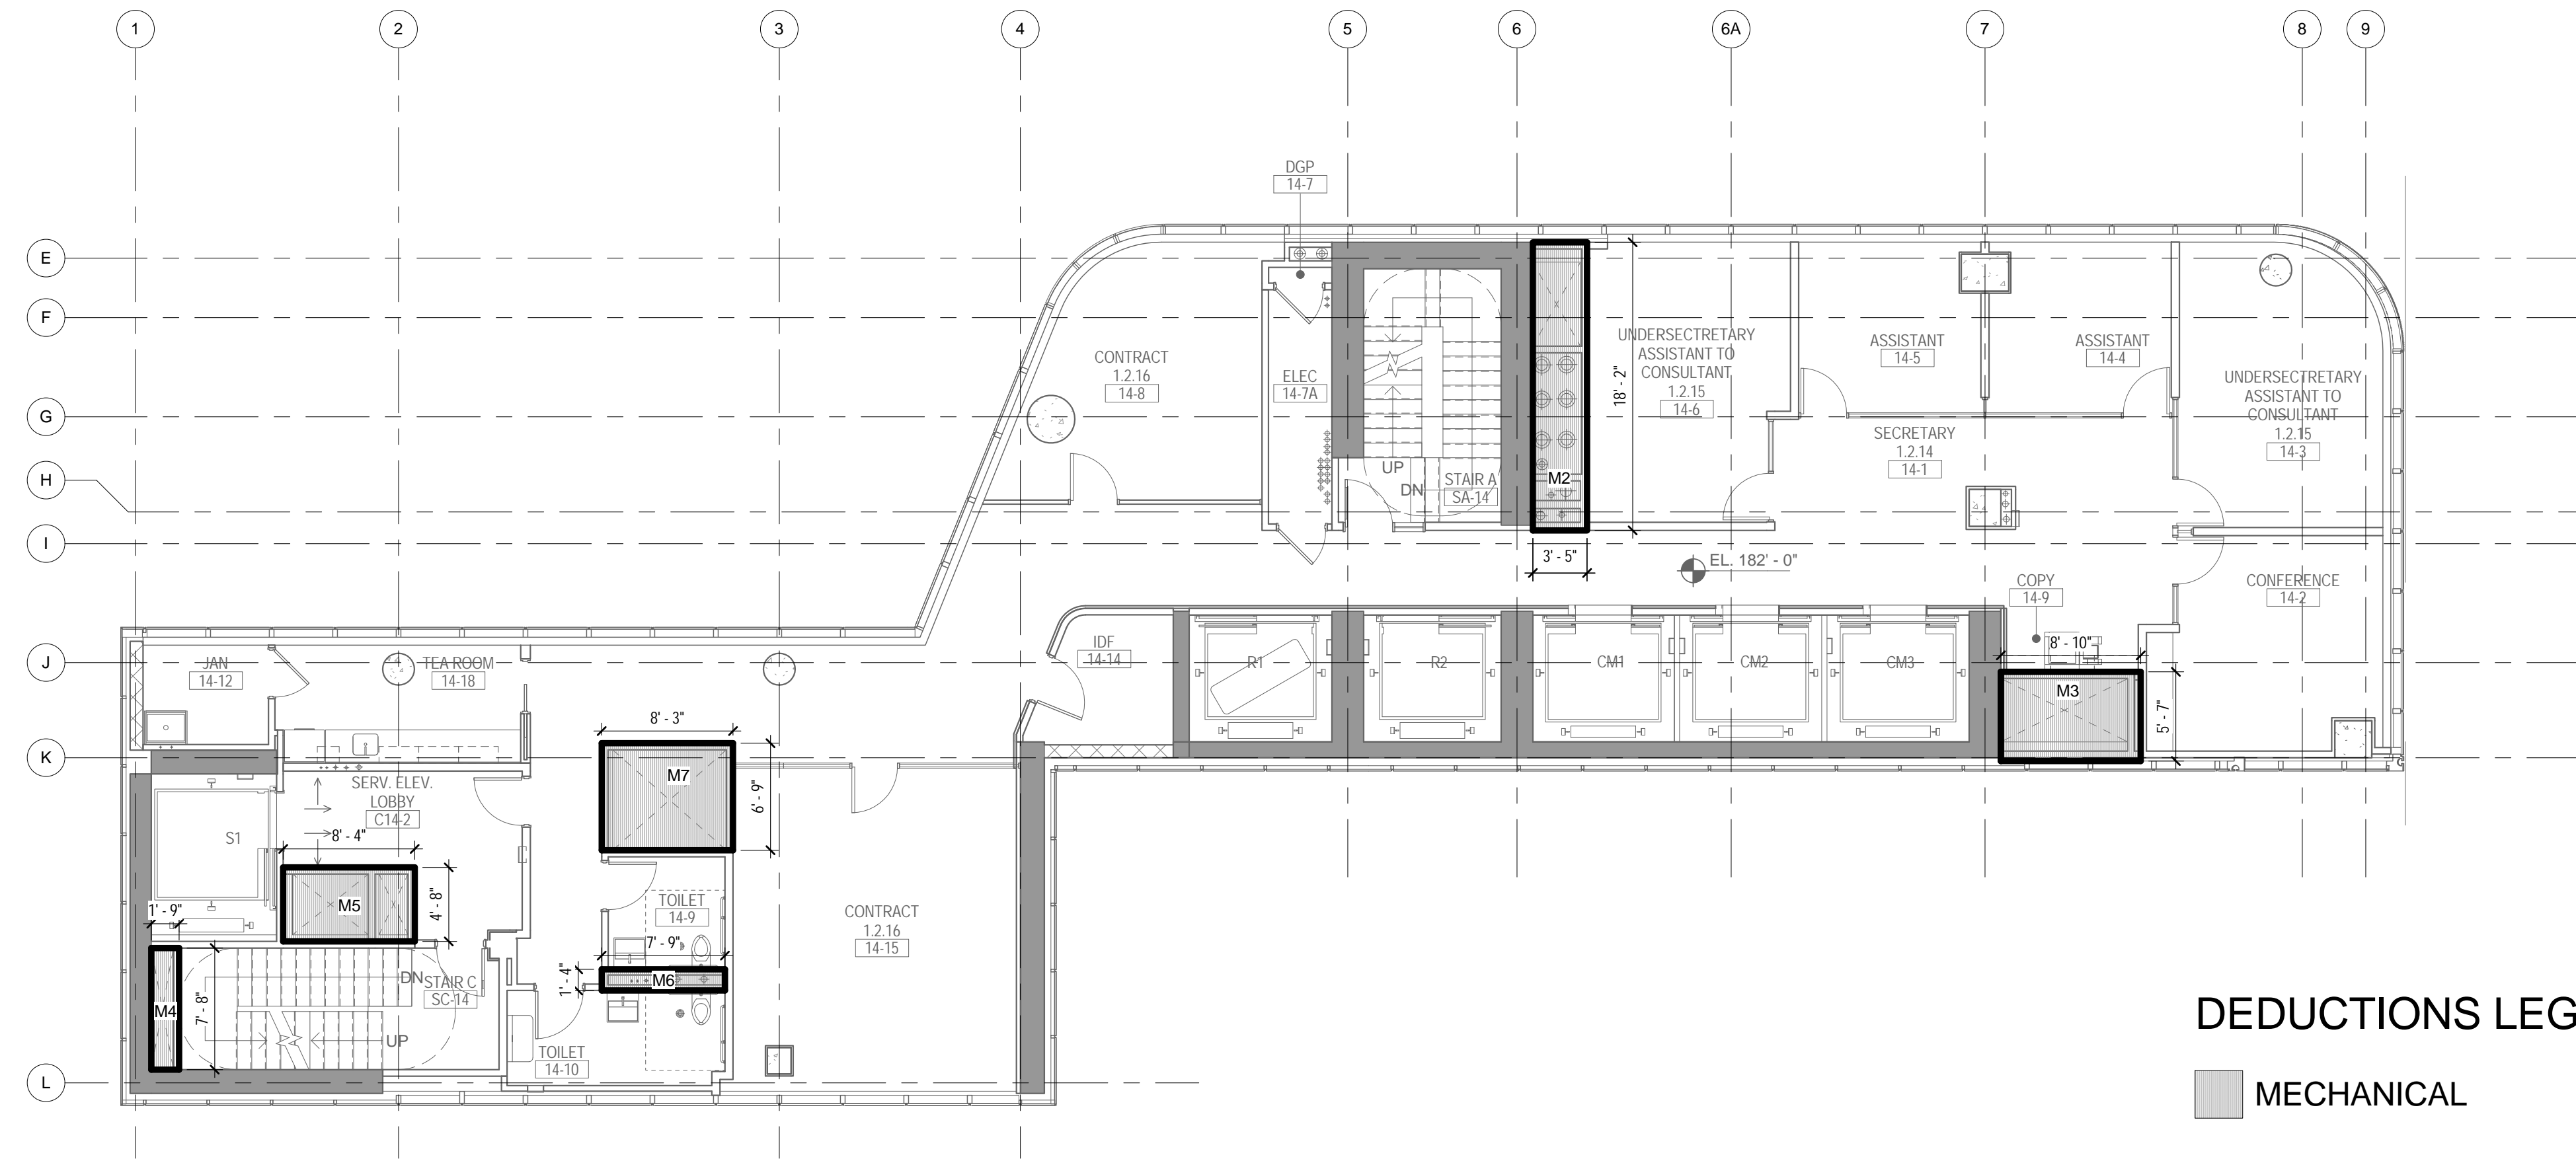 1
2
3
4
5
6
6A
7
8
9
E
F
G
H
I
J
K
L
DGP
14-7
CONTRACT
1.2.16
14-8
ELEC
14-7A
UP
DN
STAIR A
SA-14
M2
18' - 2"
3' - 5"
UNDERSECTRETARY
ASSISTANT TO
CONSULTANT
1.2.15
14-6
ASSISTANT
14-5
ASSISTANT
14-4
SECRETARY
1.2.14
14-1
UNDERSECTRETARY
ASSISTANT TO
CONSULTANT
1.2.15
14-3
EL. 182' - 0"
COPY
14-9
CONFERENCE
14-2
8' - 10"
M3
5' - 7"
IDF
14-14
R1
R2
CM1
CM2
CM3
JAN
14-12
TEA ROOM
14-18
8' - 3"
M7
6' - 9"
SERV. ELEV.
LOBBY
C14-2
8' - 4"
S1
M5
4' - 8"
1' - 9"
M4
7' - 8"
DN
STAIR C
SC-14
UP
TOILET
14-9
7' - 9"
1' - 4"
M6
TOILET
14-10
CONTRACT
1.2.16
14-15
DEDUCTIONS LEG
MECHANICAL